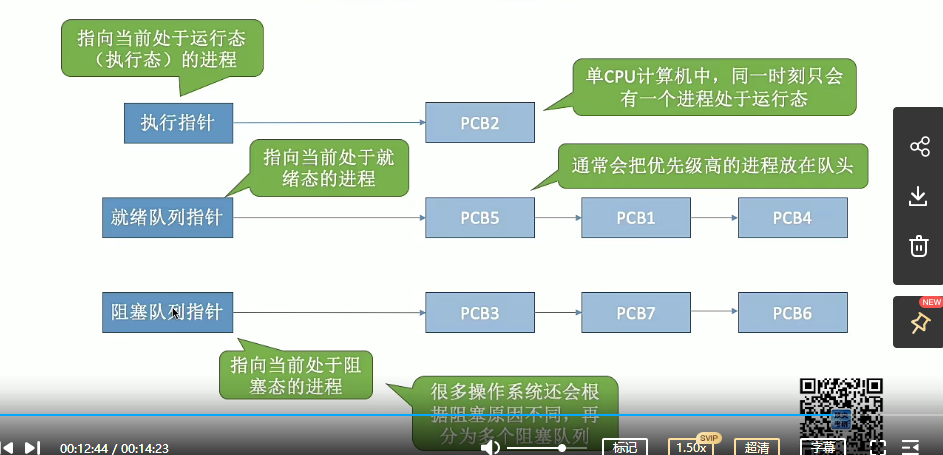 指向当前处于运行态
（执行态）的进程
单CPU计算机中，同一时刻只会
有一个进程处于运行态
执行指针
PCB2
指向当前处于就
绪态的进程
通常会把优先级高的进程放在队头
就绪队列指针
PCB5
PCB1
PCB4
NEW
阻塞队列指针
PCB3
PCB7
PCB6
指向当前处于阻
塞态的进程
很多操作系统还会根
据阻塞原因不同，再
分为多个阻塞队列
00:12:44 / 00:14:23
标记
1.50x
SVIP
超清
字幕